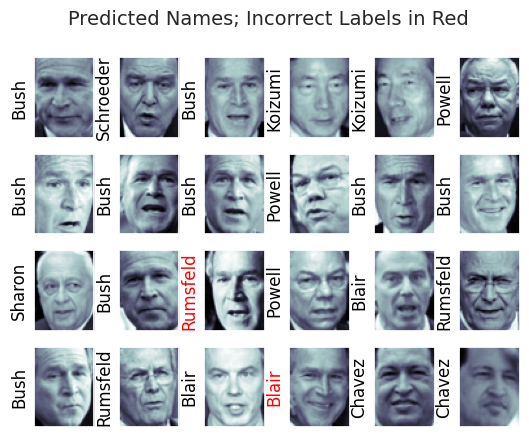 Predicted Names; Incorrect Labels in Red
Bush
Schroeder
Bush
Koizumi
Koizumi
Powell
Bush
Bush
Bush
Powell
Bush
Bush
Sharon
Bush
Rumsfeld
Powell
Blair
Rumsfeld
Bush
Rumsfeld
Blair
Blair
Chavez
Chavez